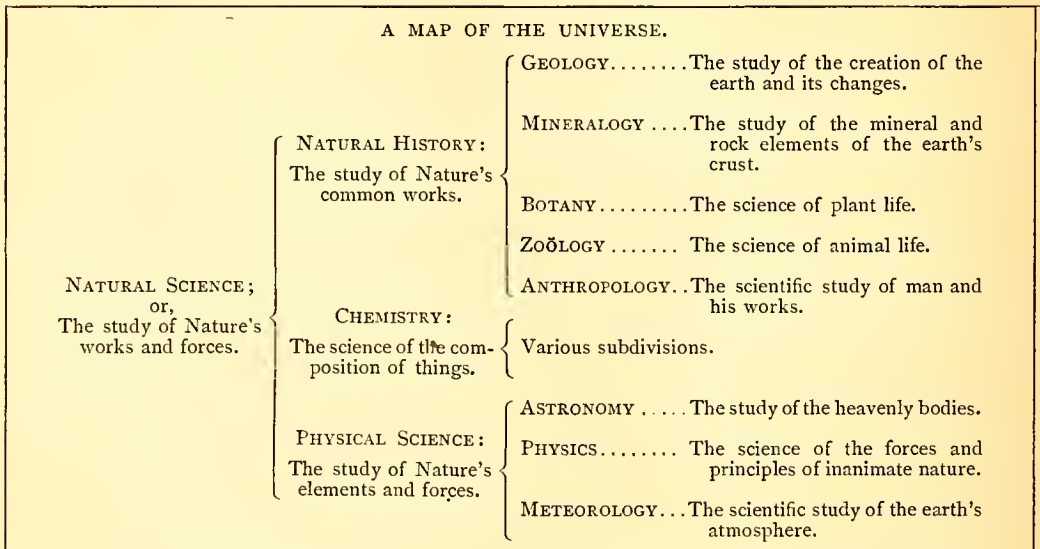 A MAP OF THE UNIVERSE.
NATURAL SCIENCE;
or,
The study of Nature's
works and forces.
NATURAL HISTORY:
The study of Nature's
common works.
GEOLOGY........The study of the creation of the
earth and its changes.
MINERALOGY ....The study of the mineral and
rock elements of the earth's
crust.
BOTANY.........The science of plant life.
ZOÖLOGY ....... The science of animal life.
ANTHROPOLOGY..The scientific study of man and
his works.
CHEMISTRY:
The science of the com-
position of things.
Various subdivisions.
PHYSICAL SCIENCE:
The study of Nature's
elements and forces.
ASTRONOMY .....The study of the heavenly bodies.
PHYSICS........ The science of the forces and
principles of inanimate nature.
METEOROLOGY...The scientific study of the earth's
atmosphere.